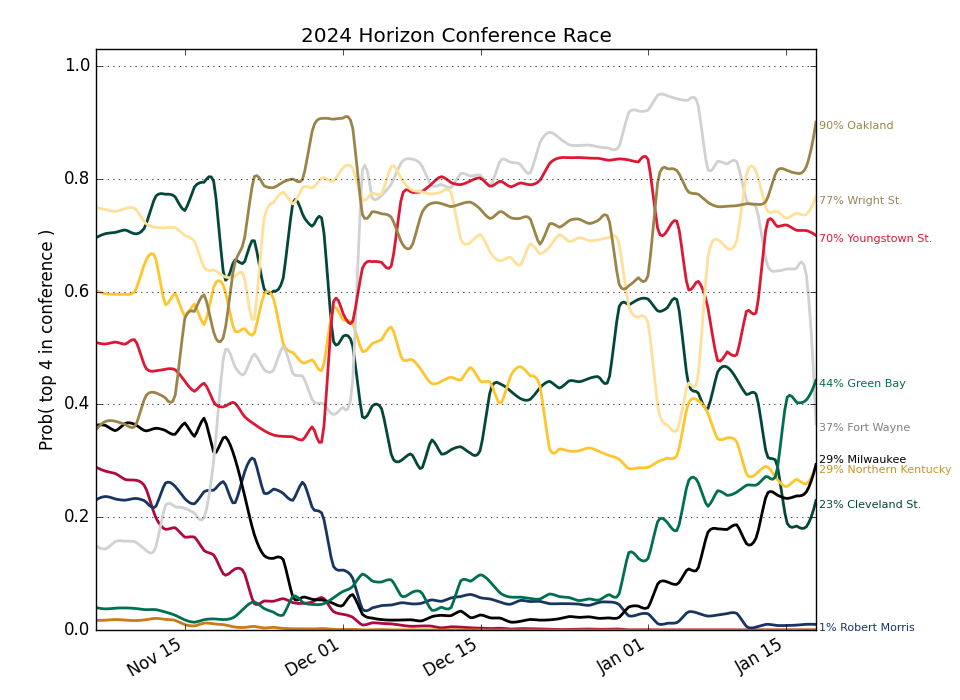 2024 Horizon Conference Race
Prob( top 4 in conference )
1.0
0.8
0.6
0.4
0.2
0.0
Nov 15
Dec 01
Dec 15
Jan 01
Jan 15
90% Oakland
77% Wright St.
70% Youngstown St.
44% Green Bay
37% Fort Wayne
29% Milwaukee
29% Northern Kentucky
23% Cleveland St.
1% Robert Morris